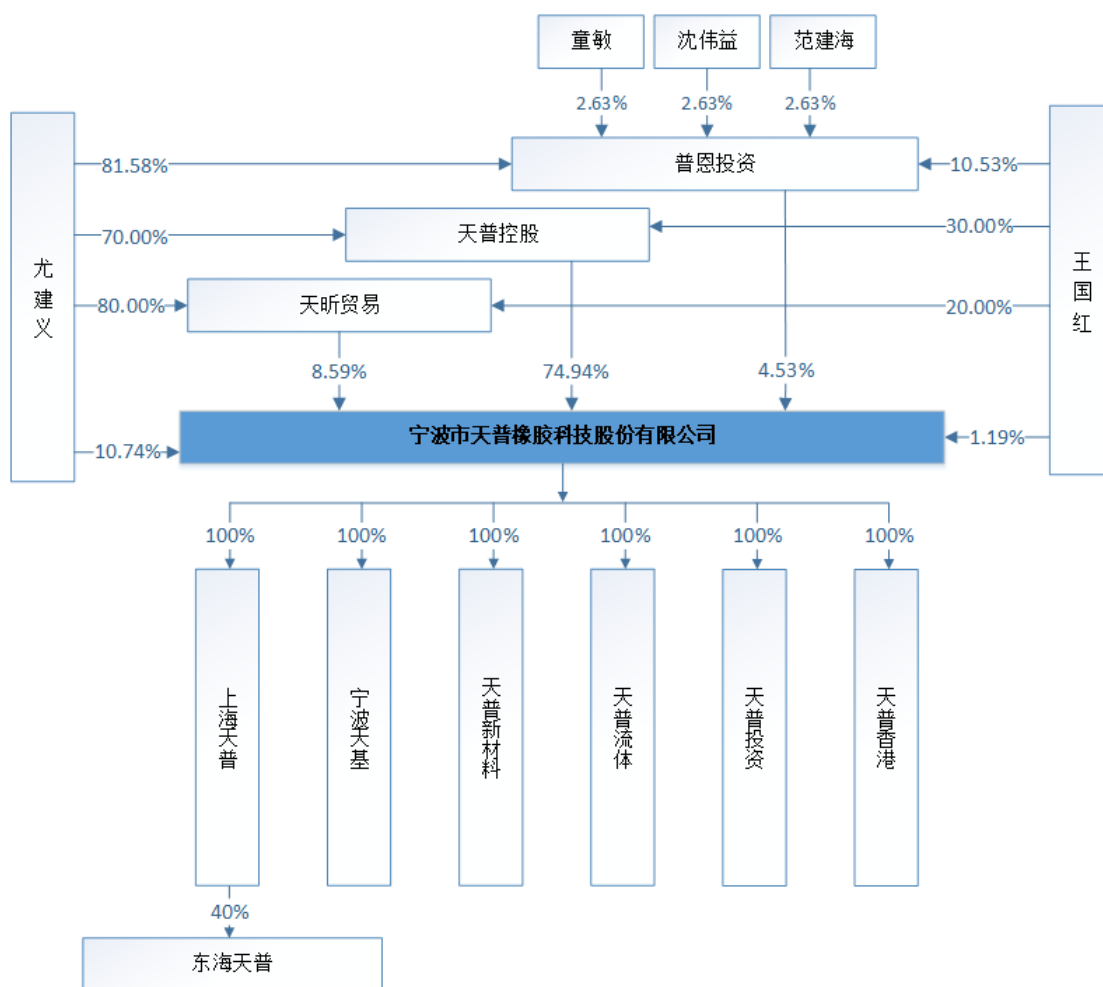 童敏
沈伟益
范建海
2.63%
2.63%
2.63%
尤建义
王国红
81.58%
普恩投资
10.53%
70.00%
天普控股
30.00%
80.00%
天昕贸易
20.00%
8.59%
74.94%
4.53%
10.74%
宁波市天普橡胶科技股份有限公司
1.19%
100%
100%
100%
100%
100%
100%
上海天普
宁波天基
天普新材料
天普流体
天普投资
天普香港
40%
东海天普